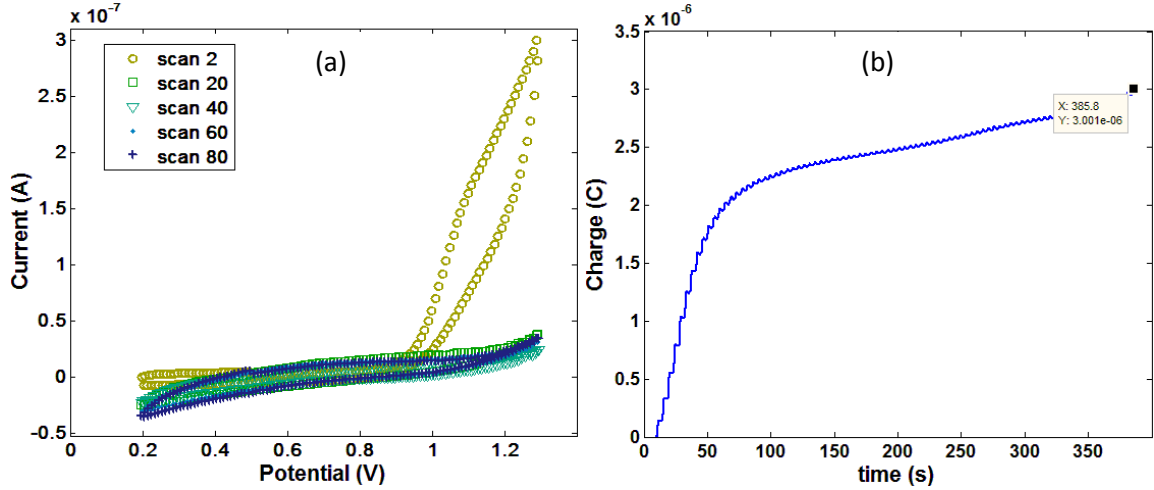 x 10⁻⁷
(a)
scan 2
scan 20
scan 40
scan 60
scan 80
Current (A)
3
2.5
2
1.5
1
0.5
0
-0.5
0 0.2 0.4 0.6 0.8 1 1.2
Potential (V)
x 10⁻⁶
(b)
X: 385.8
Y: 3.001e-06
Charge (C)
3.5
3
2.5
2
1.5
1
0.5
0
0 50 100 150 200 250 300 350
time (s)